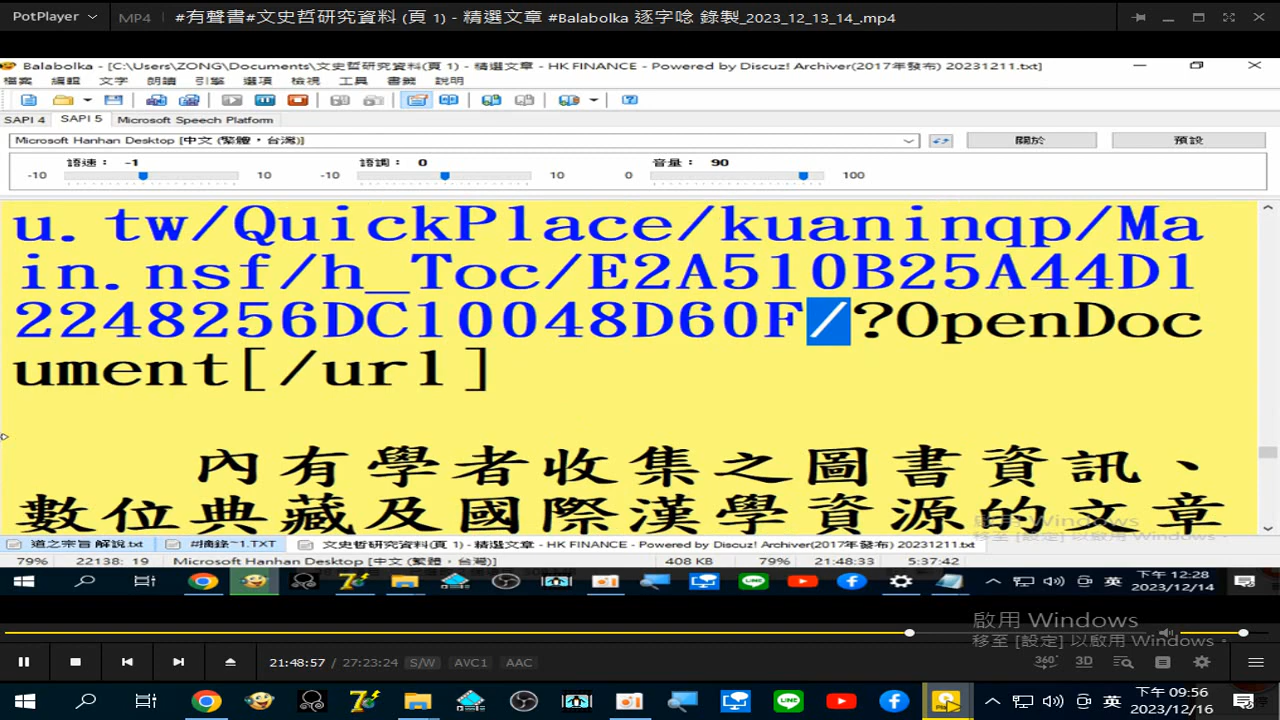 PotPlayer MP4 #有聲書#文史哲研究資料 (頁 1) - 精選文章 #Balabolka 逐字唸 錄製_2023_12_13_14_.mp4
Balabolka - [C:\Users\ZONG\Documents\文史哲研究資料(頁 1) - 精選文章 - HK FINANCE - Powered by Discuz! Archiver(2017年發布) 20231211.txt]
檔案 編輯 文字 朗讀 引擎 選項 檢視 工具 書籤 說明
SAPI 4 SAPI 5 Microsoft Speech Platform
Microsoft Hanhan Desktop [中文 (繁體，台灣)] 關於 預設
語速： -1 語調： 0 音量： 90
-10 10 -10 10 0 100
u.tw/QuickPlace/kuaninqp/Ma
in.nsf/h_Toc/E2A510B25A44D1
2248256DC10048D60F/?OpenDoc
ument[/url]
內有學者收集之圖書資訊、
數位典藏及國際漢學資源的文章
道之宗旨 解說.txt #摘錄~1.TXT 文史哲研究資料(頁 1) - 精選文章 - HK FINANCE - Powered by Discuz! Archiver(2017年發布) 20231211.txt
79% 22138: 19 Microsoft Hanhan Desktop [中文 (繁體，台灣)] 408 KB 79% 21:48:33 5:37:42
英 下午 12:28
2023/12/14
啟用 Windows
移至 [設定] 以啟用 Windows。
21:48:57 / 27:23:24 S/W AVC1 AAC 360° 3D
英 下午 09:56
2023/12/16